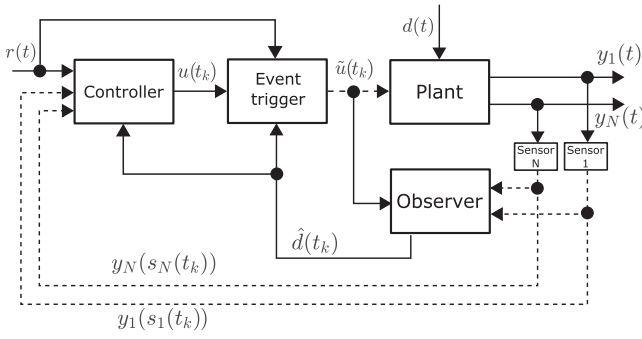 d(t)
r(t)
u(t_k)
ũ(t_k)
y_1(t)
Controller
Event
trigger
Plant
y_N(t)
Sensor
N
Sensor
1
Observer
d̂(t_k)
y_N(s_N(t_k))
y_1(s_1(t_k))